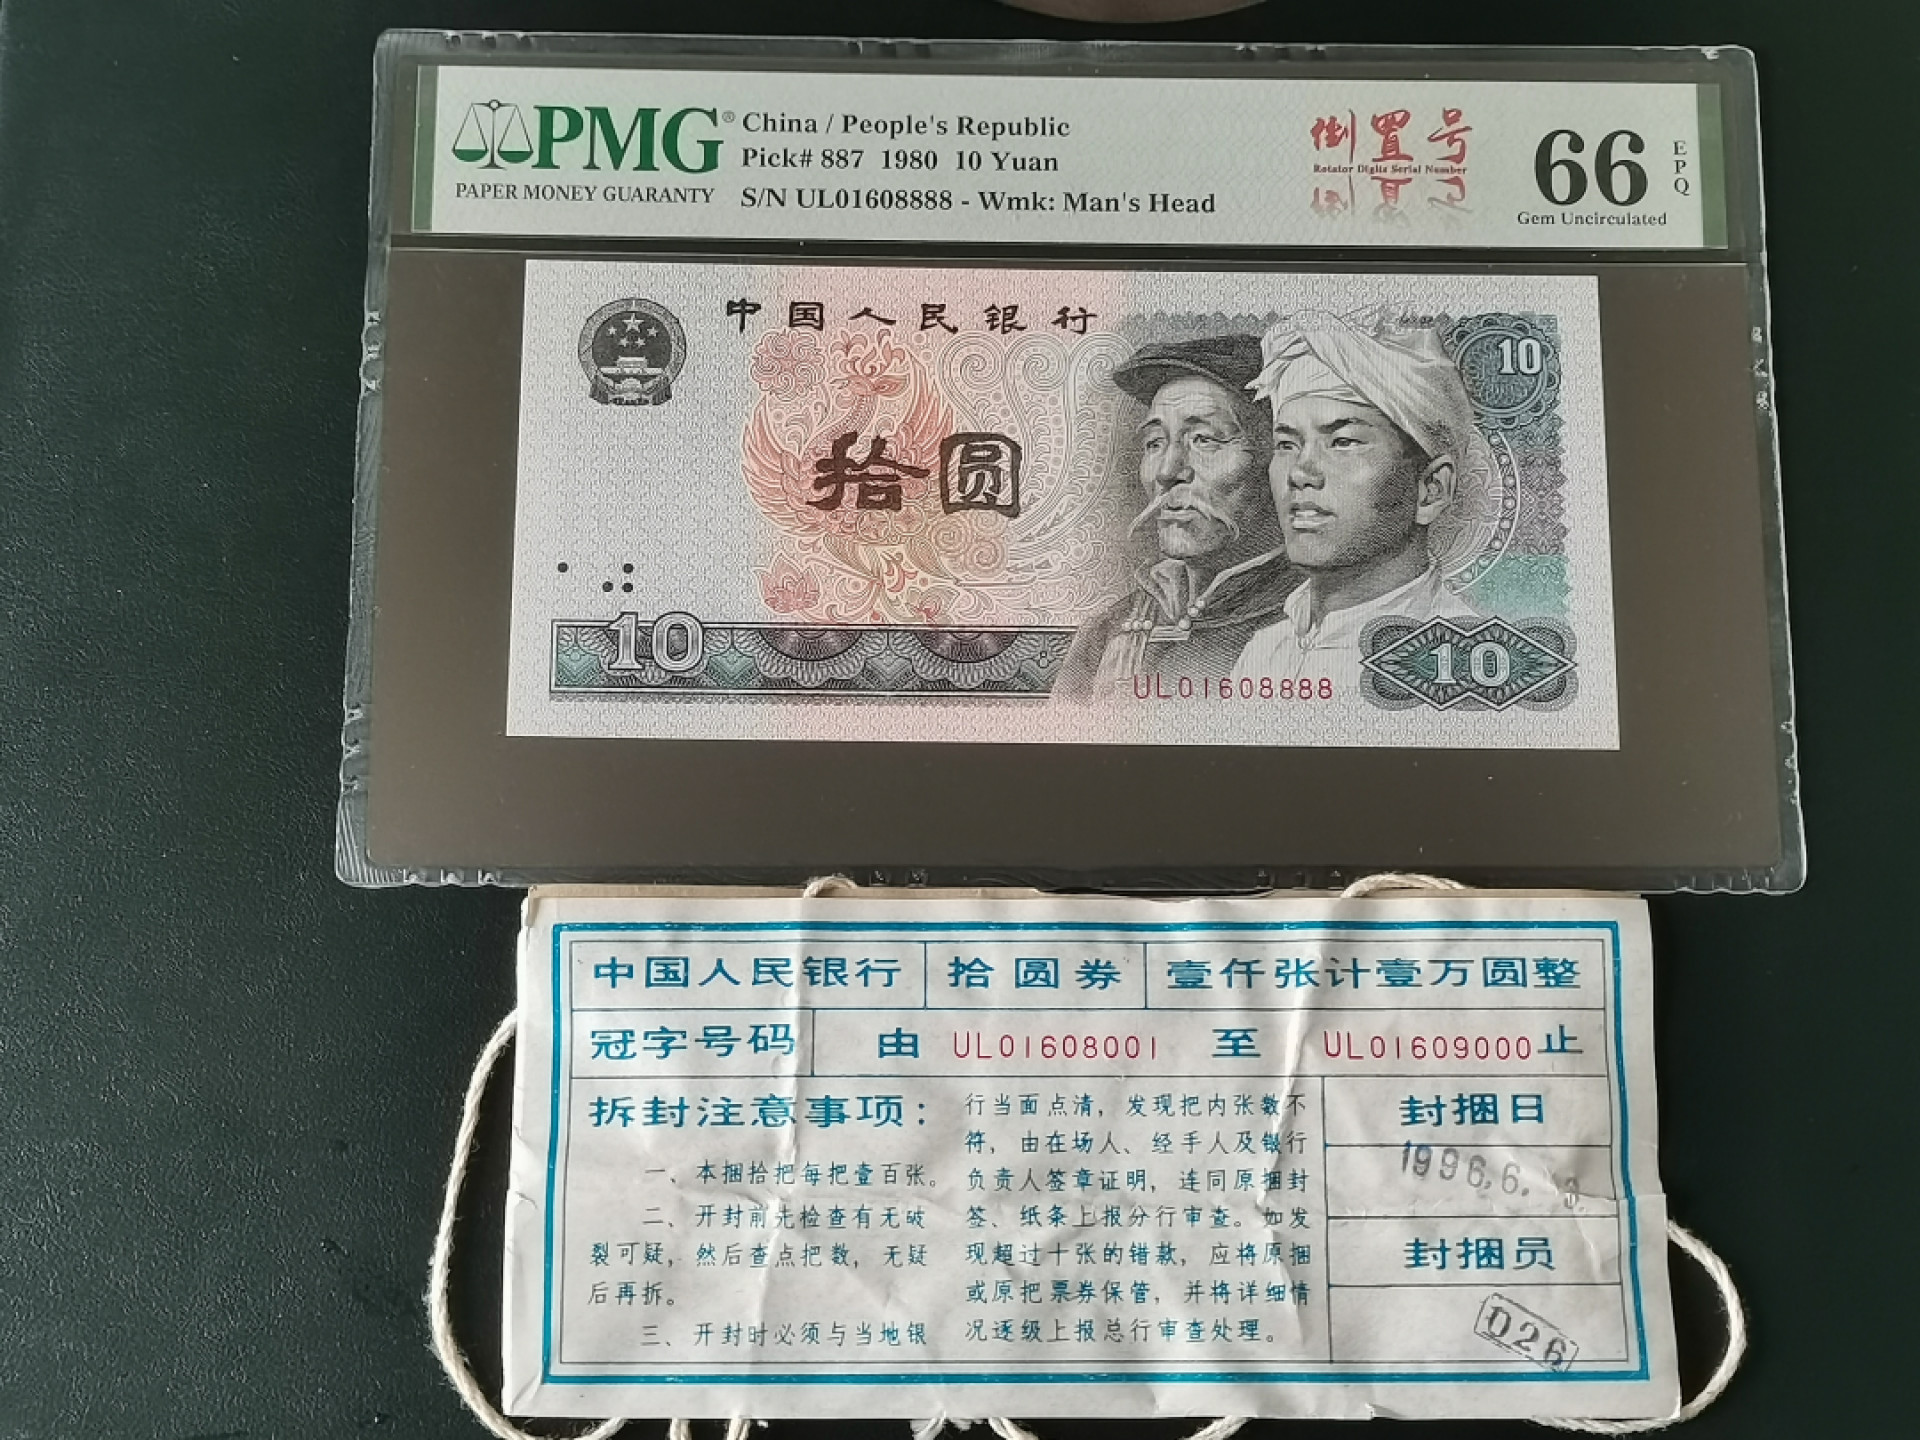 PMG®
PAPER MONEY GUARANTY
China / People's Republic
Pick# 887 1980 10 Yuan
S/N UL01608888 - Wmk: Man's Head
倒置号
Rotator Digits Serial Number
66
EPQ
Gem Uncirculated
中国人民银行
10
拾圆
10
10
UL01608888
中国人民银行 拾圆券 壹仟张计壹万圆整
冠字号码 由 UL01608001 至 UL01609000 止
拆封注意事项：
一、本捆拾把每把壹百张。
二、开封前先检查有无破
裂可疑，然后查点把数，无疑
后再拆。
三、开封时必须与当地银
行当面点清，发现把内张数不
符，由在场人、经手人及银行
负责人签章证明，连同原捆封
签、纸条上报分行审查。如发
现超过十张的错款，应将原捆
或原把票券保管，并将详细情
况逐级上报总行审查处理。
封捆日
1996.6.
封捆员
026